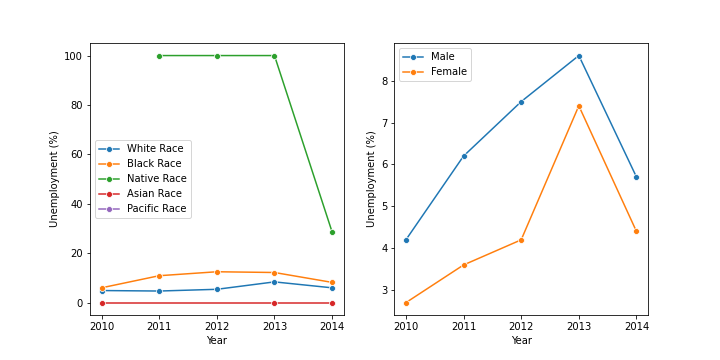 100
80
60
40
20
0
Unemployment (%)
White Race
Black Race
Native Race
Asian Race
Pacific Race
2010 2011 2012 2013 2014
Year
8
7
6
5
4
3
Unemployment (%)
Male
Female
2010 2011 2012 2013 2014
Year